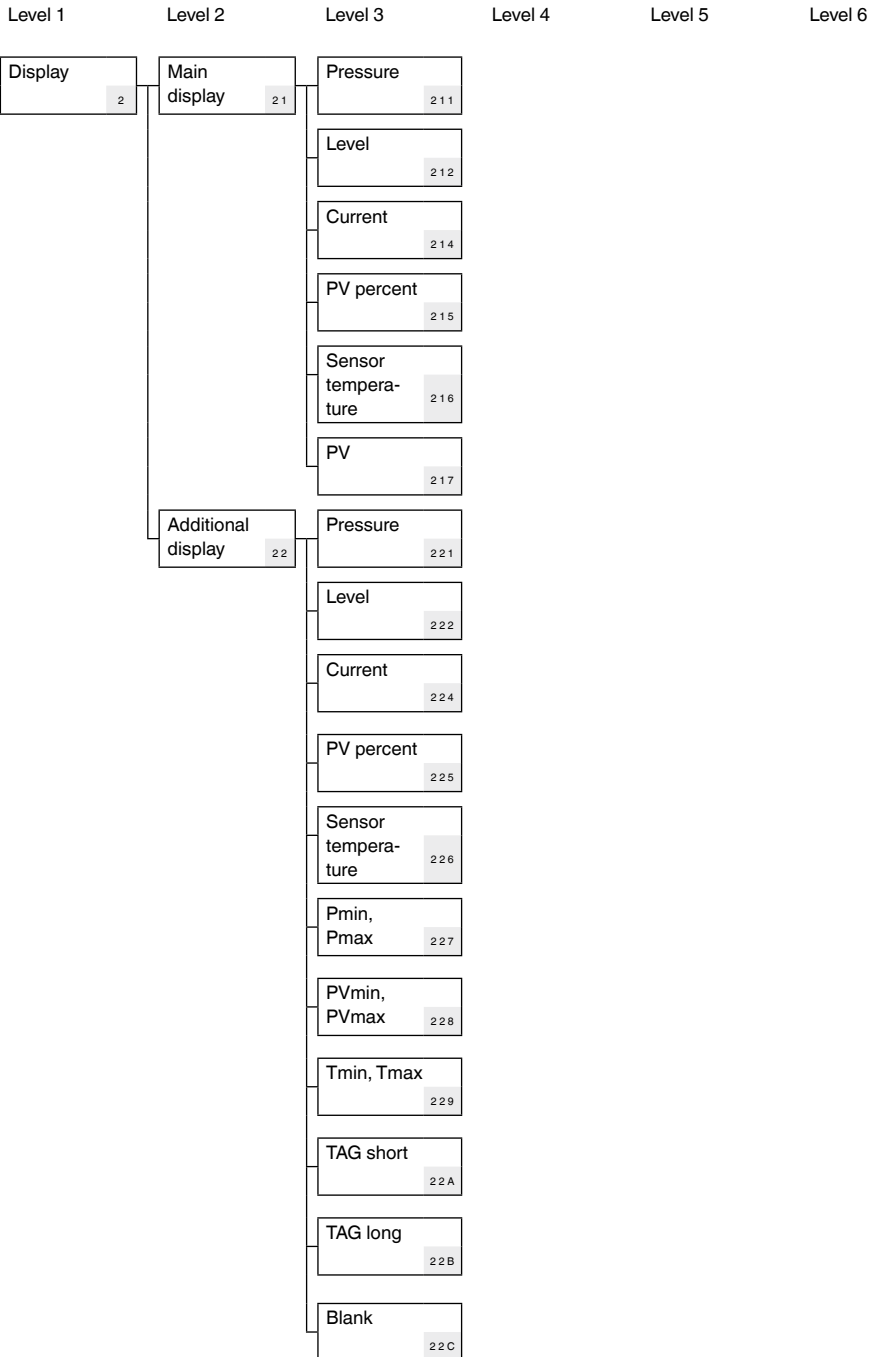 Level 1 Level 2 Level 3 Level 4 Level 5 Level 6
Display
2
Main
display 21
Pressure
211
Level
212
Current
214
PV percent
215
Sensor
tempera-
ture 216
PV
217
Additional
display 22
Pressure
221
Level
222
Current
224
PV percent
225
Sensor
tempera-
ture 226
Pmin,
Pmax 227
PVmin,
PVmax 228
Tmin, Tmax
229
TAG short
22A
TAG long
22B
Blank
22C